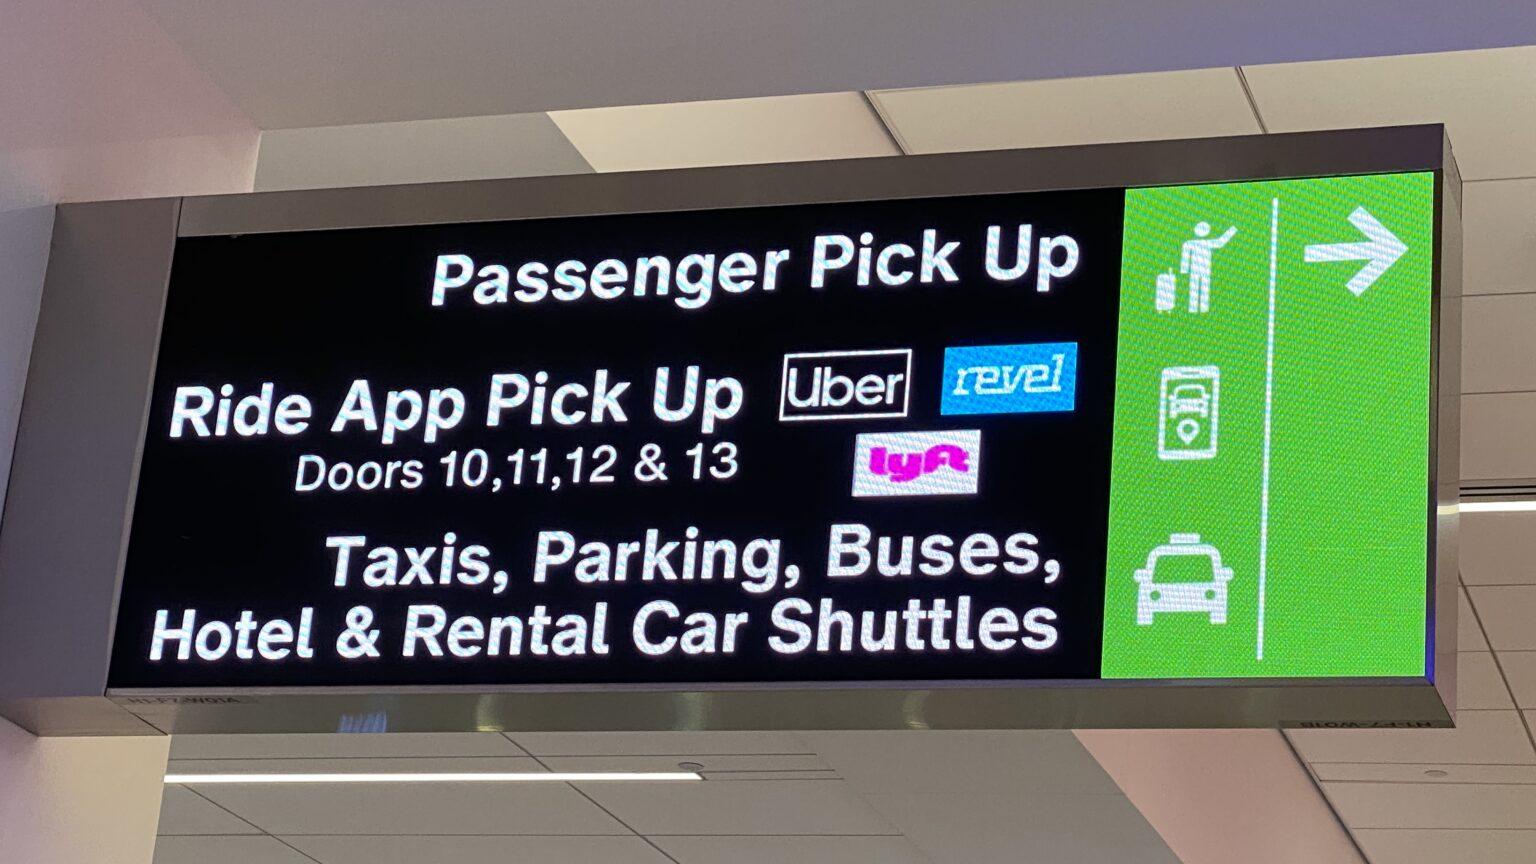 Passenger Pick Up
Ride App Pick Up
Uber
revel
Doors 10,11,12 & 13
lyft
Taxis, Parking, Buses,
Hotel & Rental Car Shuttles